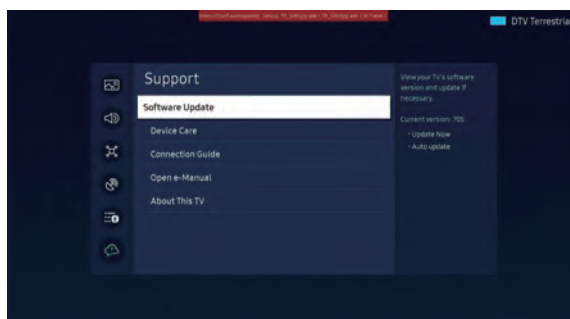 DTV Terrestria
Support
Software Update
Device Care
Connection Guide
Open e-Manual
About This TV
View your TV's software
version and update if
necessary.
Current version: 705
· Update Now
· Auto update